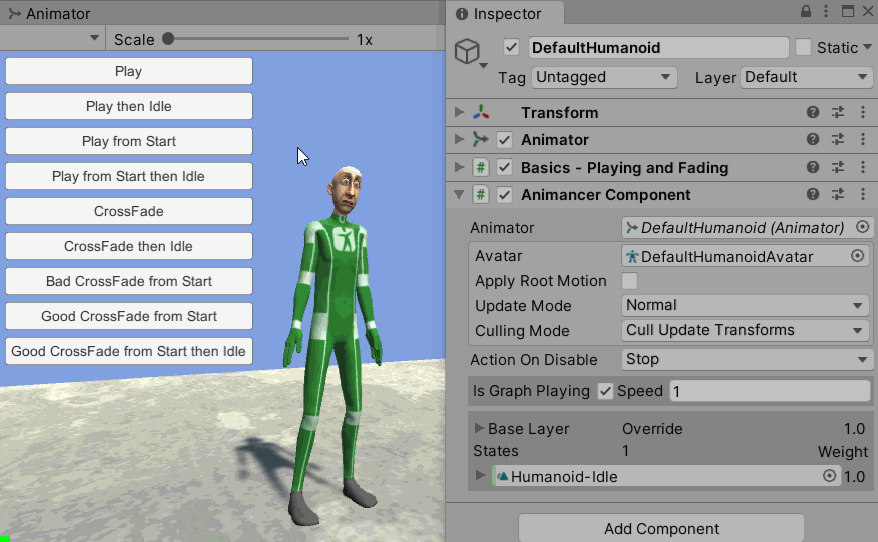 Animator
Scale 1x
Play
Play then Idle
Play from Start
Play from Start then Idle
CrossFade
CrossFade then Idle
Bad CrossFade from Start
Good CrossFade from Start
Good CrossFade from Start then Idle
Inspector
DefaultHumanoid Static
Tag Untagged Layer Default
Transform
Animator
# Basics - Playing and Fading
# Animancer Component
Animator DefaultHumanoid (Animator)
Avatar DefaultHumanoidAvatar
Apply Root Motion
Update Mode Normal
Culling Mode Cull Update Transforms
Action On Disable Stop
Is Graph Playing Speed 1
Base Layer Override 1.0
States 1 Weight
Humanoid-Idle 1.0
Add Component